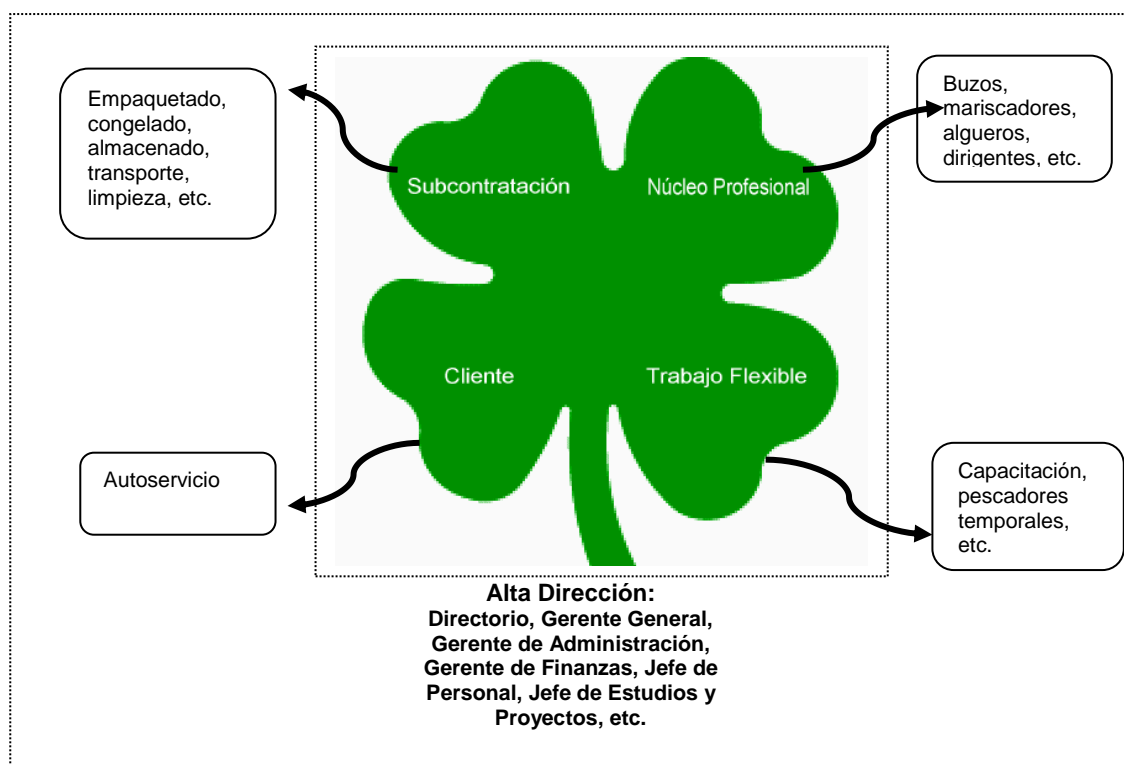 Empaquetado,
congelado,
almacenado,
transporte,
limpieza, etc.
Buzos,
mariscadores,
algueros,
dirigentes, etc.
Subcontratación
Núcleo Profesional
Cliente
Trabajo Flexible
Autoservicio
Capacitación,
pescadores
temporales,
etc.
Alta Dirección:
Directorio, Gerente General,
Gerente de Administración,
Gerente de Finanzas, Jefe de
Personal, Jefe de Estudios y
Proyectos, etc.